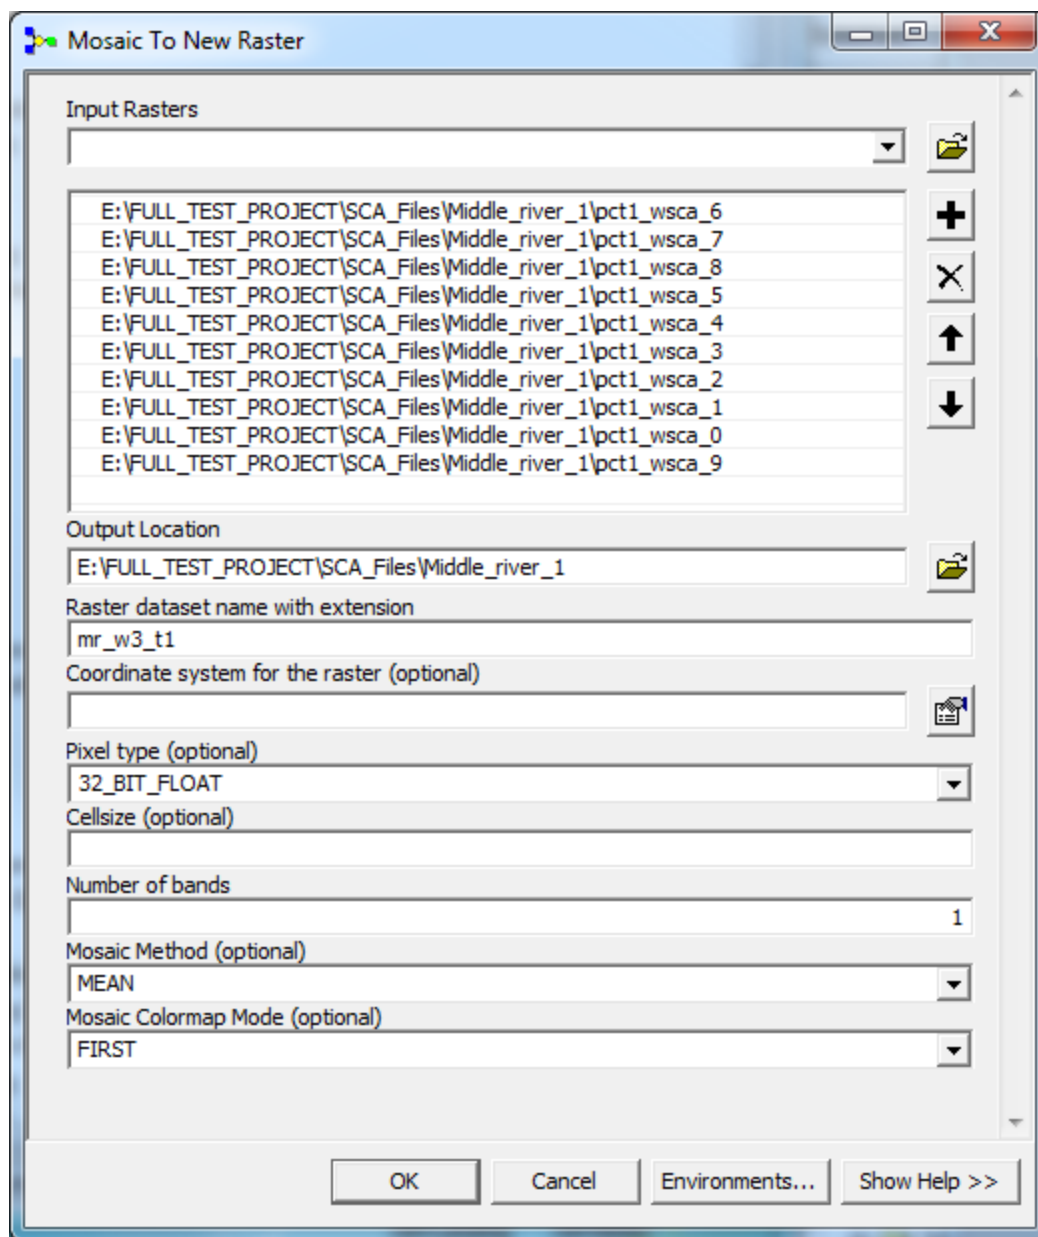 Mosaic To New Raster
Input Rasters
E:\FULL_TEST_PROJECT\SCA_Files\Middle_river_1\pct1_wsca_6
E:\FULL_TEST_PROJECT\SCA_Files\Middle_river_1\pct1_wsca_7
E:\FULL_TEST_PROJECT\SCA_Files\Middle_river_1\pct1_wsca_8
E:\FULL_TEST_PROJECT\SCA_Files\Middle_river_1\pct1_wsca_5
E:\FULL_TEST_PROJECT\SCA_Files\Middle_river_1\pct1_wsca_4
E:\FULL_TEST_PROJECT\SCA_Files\Middle_river_1\pct1_wsca_3
E:\FULL_TEST_PROJECT\SCA_Files\Middle_river_1\pct1_wsca_2
E:\FULL_TEST_PROJECT\SCA_Files\Middle_river_1\pct1_wsca_1
E:\FULL_TEST_PROJECT\SCA_Files\Middle_river_1\pct1_wsca_0
E:\FULL_TEST_PROJECT\SCA_Files\Middle_river_1\pct1_wsca_9
Output Location
E:\FULL_TEST_PROJECT\SCA_Files\Middle_river_1
Raster dataset name with extension
mr_w3_t1
Coordinate system for the raster (optional)
Pixel type (optional)
32_BIT_FLOAT
Cellsize (optional)
Number of bands
1
Mosaic Method (optional)
MEAN
Mosaic Colormap Mode (optional)
FIRST
OK Cancel Environments... Show Help >>